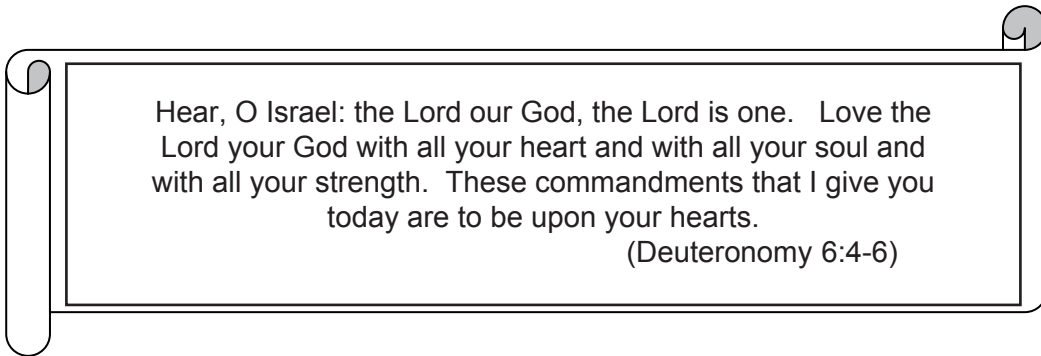 Hear, O Israel: the Lord our God, the Lord is one.   Love the
Lord your God with all your heart and with all your soul and
with all your strength.  These commandments that I give you
today are to be upon your hearts.
(Deuteronomy 6:4-6)